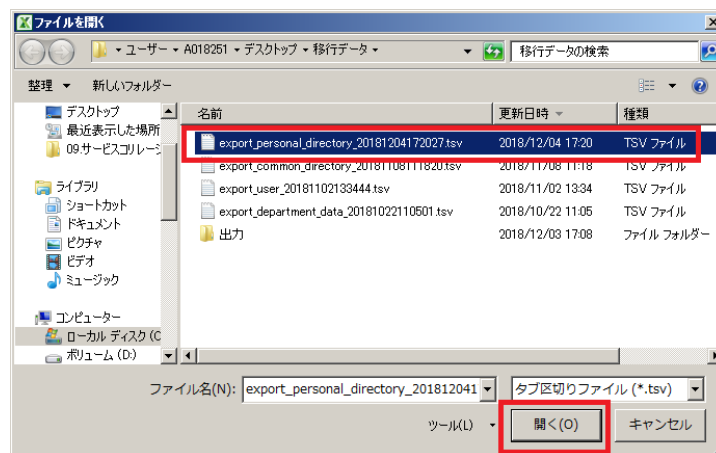 ファイルを開く
ユーザー ▾ A018251 ▾ デスクトップ ▾ 移行データ ▾
移行データの検索
整理 ▼ 新しいフォルダー
デスクトップ
最近表示した場所
09.サービスコリレーシ
ライブラリ
ショートカット
ドキュメント
ピクチャ
ビデオ
ミュージック
コンピューター
ローカル ディスク (C
ボリューム (D:)
名前 更新日時 種類
export_personal_directory_20181204172027.tsv 2018/12/04 17:20 TSV ファイル
export_common_directory_20181108111820.tsv 2018/11/08 11:18 TSV ファイル
export_user_20181102133444.tsv 2018/11/02 13:34 TSV ファイル
export_department_data_20181022110501.tsv 2018/10/22 11:05 TSV ファイル
出力 2018/12/03 17:08 ファイル フォルダー
ファイル名(N): export_personal_directory_201812041 タブ区切りファイル (*.tsv)
ツール(L) 開く(O) キャンセル